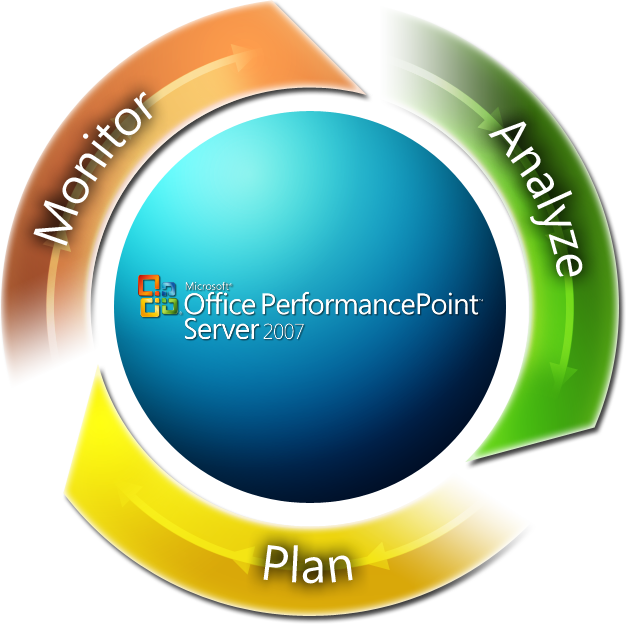 Monitor
Analyze
Microsoft®
Office PerformancePoint™
Server 2007
Plan